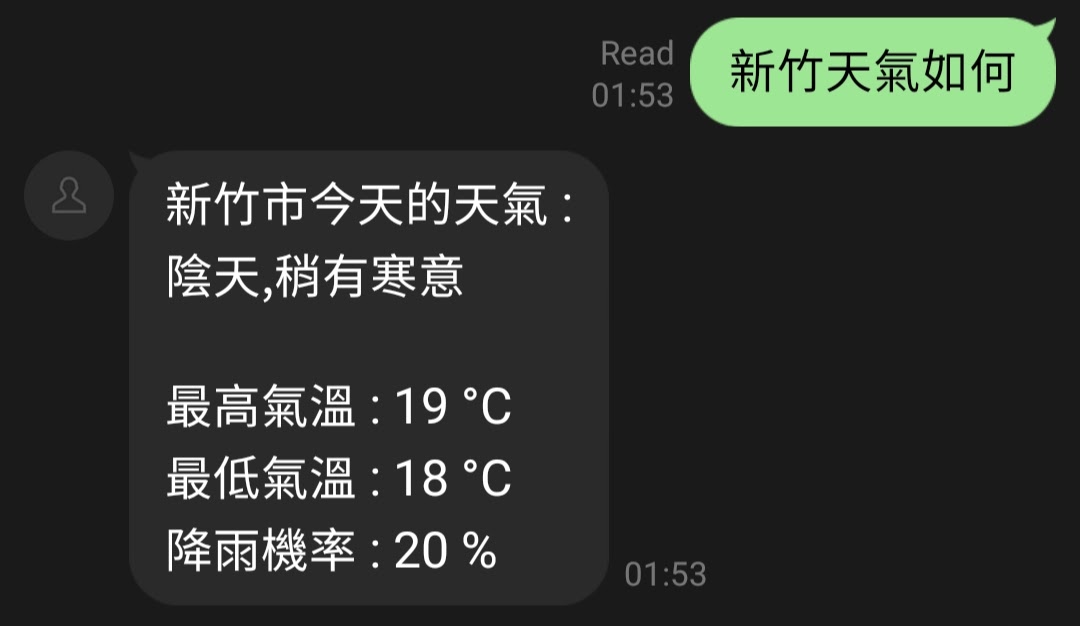 Read
01:53
新竹天氣如何
新竹市今天的天氣 :
陰天,稍有寒意
最高氣溫 : 19 °C
最低氣溫 : 18 °C
降雨機率 : 20 %
01:53